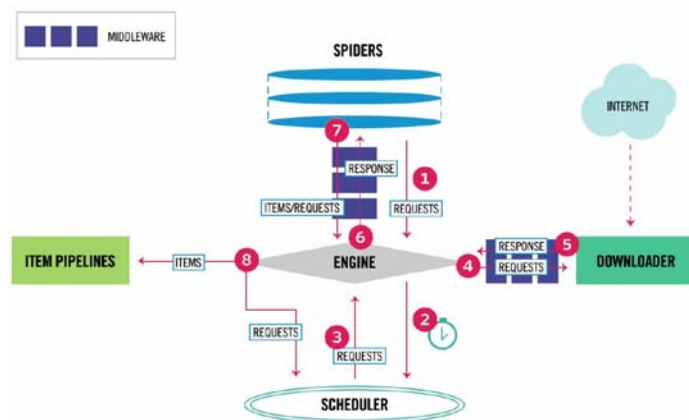 MIDDLEWARE
SPIDERS
INTERNET
7
RESPONSE
1
ITEMS/REQUESTS
REQUESTS
6
RESPONSE
5
ITEM PIPELINES
ITEMS
8
ENGINE
4
REQUESTS
DOWNLOADER
2
REQUESTS
3
REQUESTS
SCHEDULER